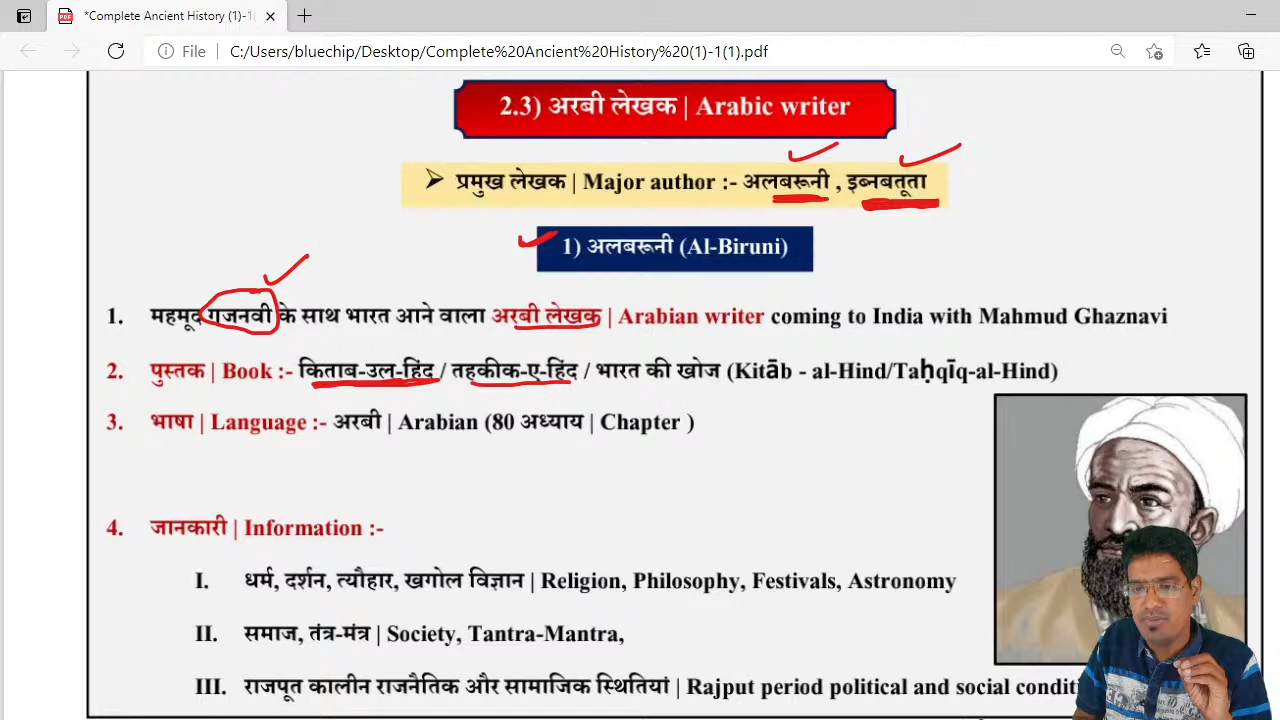 *Complete Ancient History (1)-1(
File C:/Users/bluechip/Desktop/Complete%20Ancient%20History%20(1)-1(1).pdf
2.3) अरबी लेखक | Arabic writer
प्रमुख लेखक | Major author :- अलबरूनी , इब्नबतूता
1) अलबरूनी (Al-Biruni)
1. महमूद गजनवी के साथ भारत आने वाला अरबी लेखक | Arabian writer coming to India with Mahmud Ghaznavi
2. पुस्तक | Book :- किताब-उल-हिंद / तहकीक-ए-हिंद / भारत की खोज (Kitāb - al-Hind/Taḥqīq-al-Hind)
3. भाषा | Language :- अरबी | Arabian (80 अध्याय | Chapter )
4. जानकारी | Information :-
I. धर्म, दर्शन, त्यौहार, खगोल विज्ञान | Religion, Philosophy, Festivals, Astronomy
II. समाज, तंत्र-मंत्र | Society, Tantra-Mantra,
III. राजपूत कालीन राजनैतिक और सामाजिक स्थितियां | Rajput period political and social condit